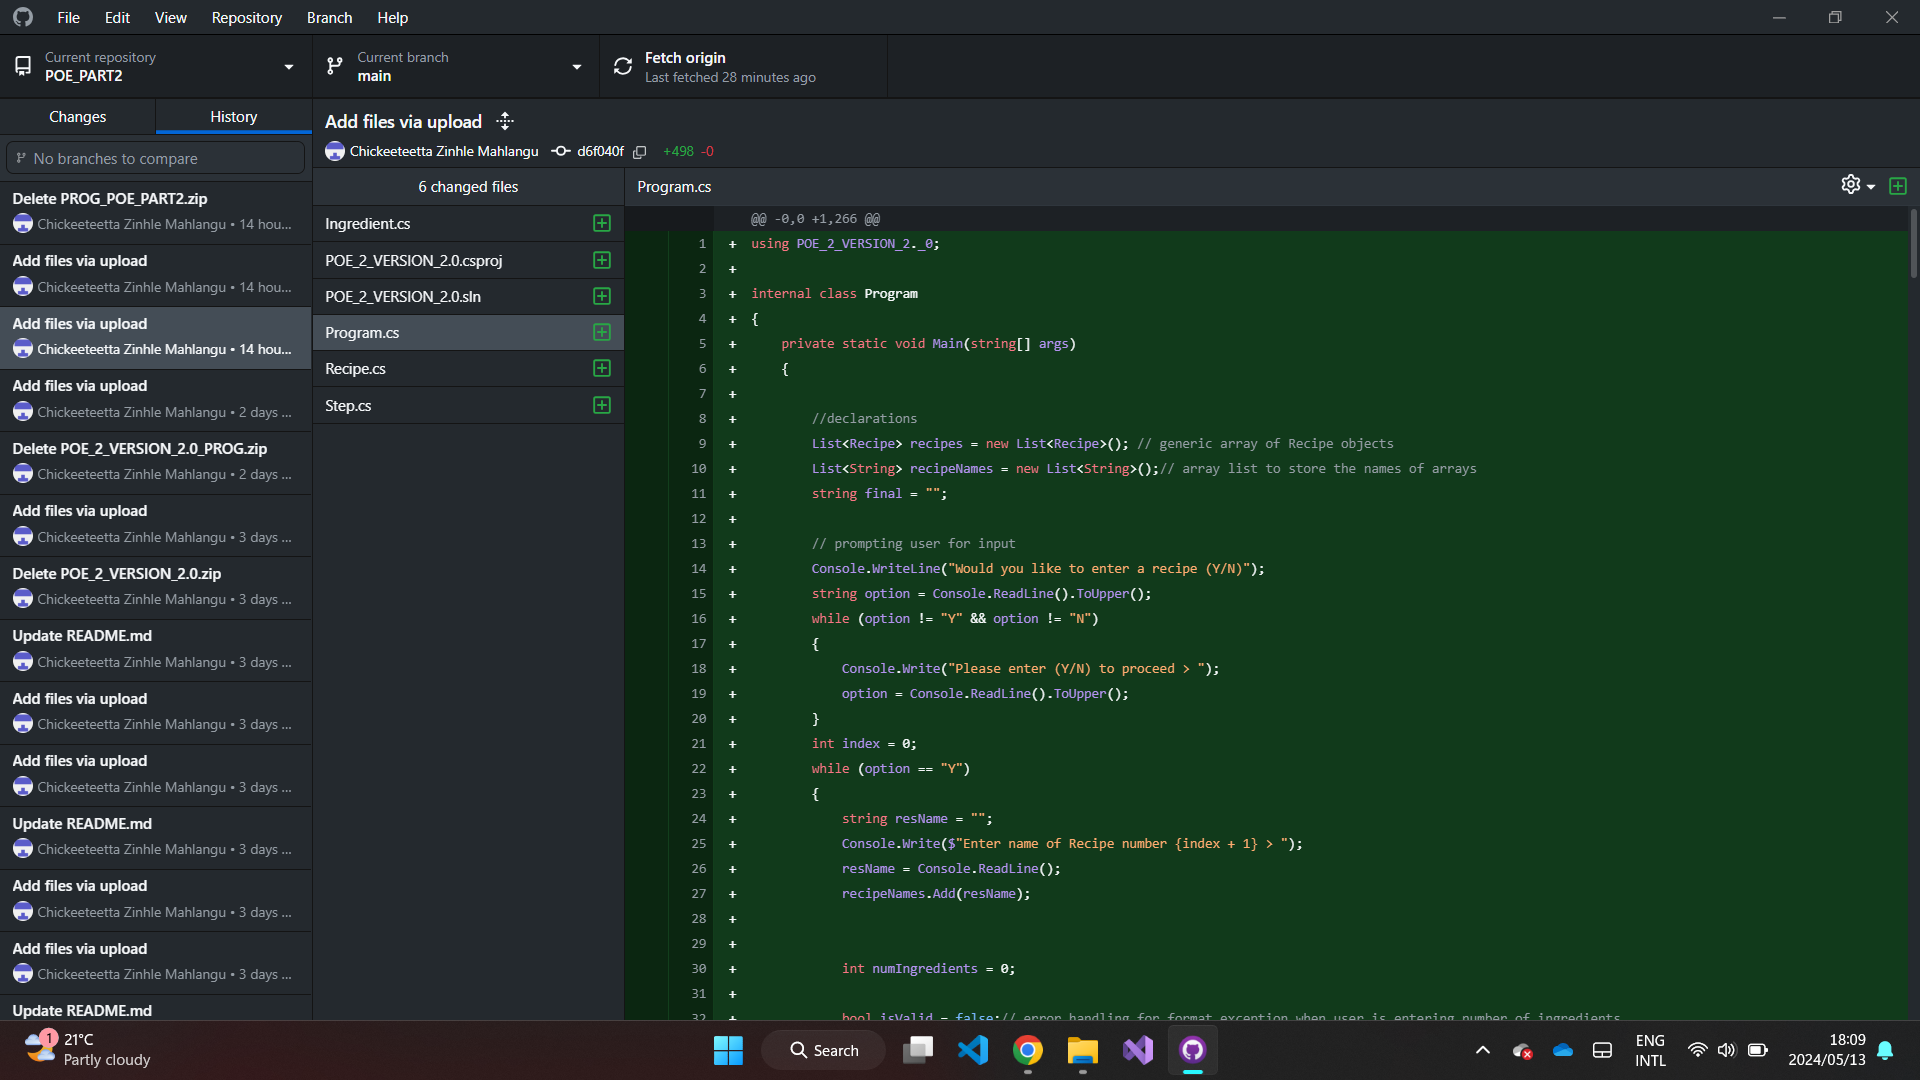 File Edit View Repository Branch Help
Current repository
POE_PART2
Current branch
main
Fetch origin
Last fetched 28 minutes ago
Changes
History
No branches to compare
Delete PROG_POE_PART2.zip
Chickeeteetta Zinhle Mahlangu • 14 hou...
Add files via upload
Chickeeteetta Zinhle Mahlangu • 14 hou...
Add files via upload
Chickeeteetta Zinhle Mahlangu • 14 hou...
Add files via upload
Chickeeteetta Zinhle Mahlangu • 2 days ...
Delete POE_2_VERSION_2.0_PROG.zip
Chickeeteetta Zinhle Mahlangu • 2 days ...
Add files via upload
Chickeeteetta Zinhle Mahlangu • 3 days ...
Delete POE_2_VERSION_2.0.zip
Chickeeteetta Zinhle Mahlangu • 3 days ...
Update README.md
Chickeeteetta Zinhle Mahlangu • 3 days ...
Add files via upload
Chickeeteetta Zinhle Mahlangu • 3 days ...
Add files via upload
Chickeeteetta Zinhle Mahlangu • 3 days ...
Update README.md
Chickeeteetta Zinhle Mahlangu • 3 days ...
Add files via upload
Chickeeteetta Zinhle Mahlangu • 3 days ...
Add files via upload
Chickeeteetta Zinhle Mahlangu • 3 days ...
Update README.md
Add files via upload
Chickeeteetta Zinhle Mahlangu d6f040f +498 -0
6 changed files
Ingredient.cs
POE_2_VERSION_2.0.csproj
POE_2_VERSION_2.0.sln
Program.cs
Recipe.cs
Step.cs
Program.cs
@@ -0,0 +1,266 @@
1 + using POE_2_VERSION_2._0;
2 +
3 + internal class Program
4 + {
5 + private static void Main(string[] args)
6 + {
7 +
8 + //declarations
9 + List<Recipe> recipes = new List<Recipe>(); // generic array of Recipe objects
10 + List<String> recipeNames = new List<String>();// array list to store the names of arrays
11 + string final = "";
12 +
13 + // prompting user for input
14 + Console.WriteLine("Would you like to enter a recipe (Y/N)");
15 + string option = Console.ReadLine().ToUpper();
16 + while (option != "Y" && option != "N")
17 + {
18 + Console.Write("Please enter (Y/N) to proceed > ");
19 + option = Console.ReadLine().ToUpper();
20 + }
21 + int index = 0;
22 + while (option == "Y")
23 + {
24 + string resName = "";
25 + Console.Write($"Enter name of Recipe number {index + 1} > ");
26 + resName = Console.ReadLine();
27 + recipeNames.Add(resName);
28 +
29 +
30 + int numIngredients = 0;
31 +
32 + bool isValid = false;// error handling for format exception when user is entering number of ingredients
1
21°C
Partly cloudy
Search
ENG
INTL
18:09
2024/05/13